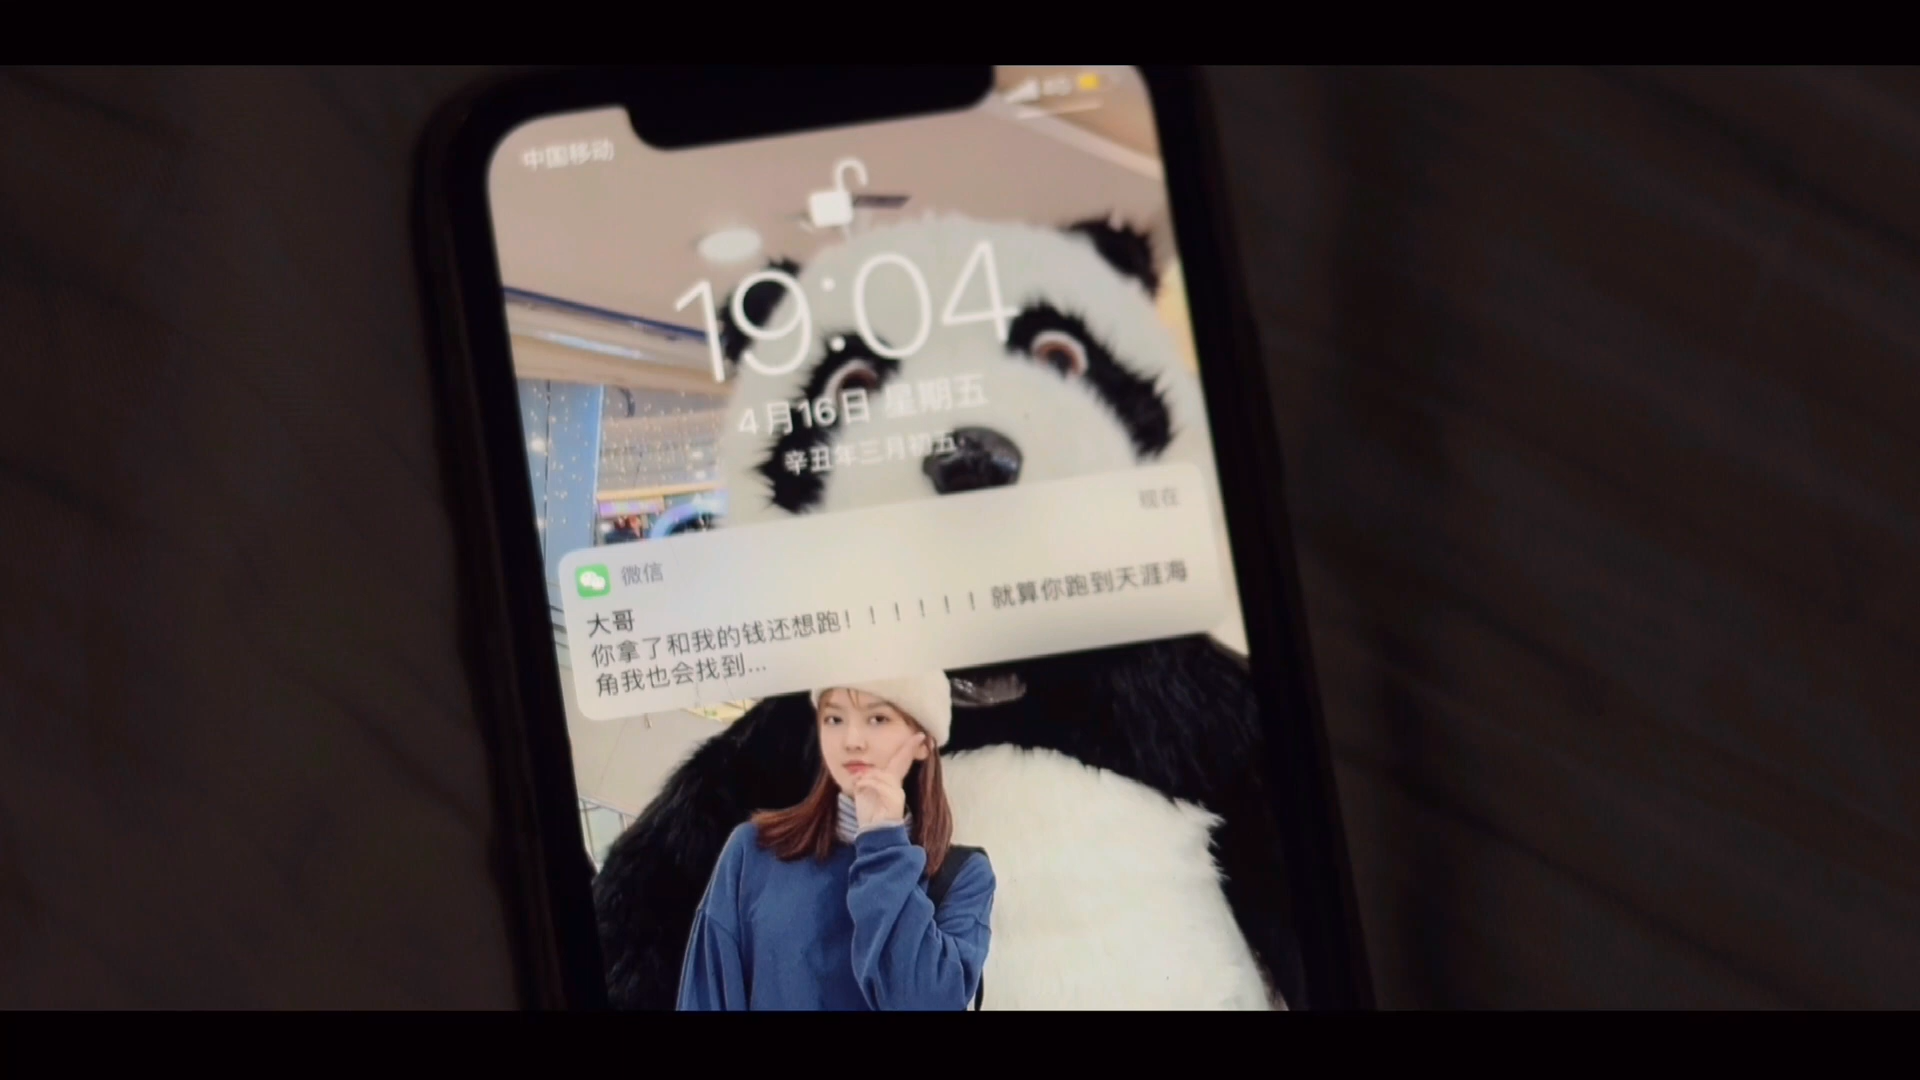 中国移动
4G
19:04
4月16日 星期五
辛丑年三月初五
微信
现在
大哥
你拿了和我的钱还想跑！！！！！！就算你跑到天涯海
角我也会找到...